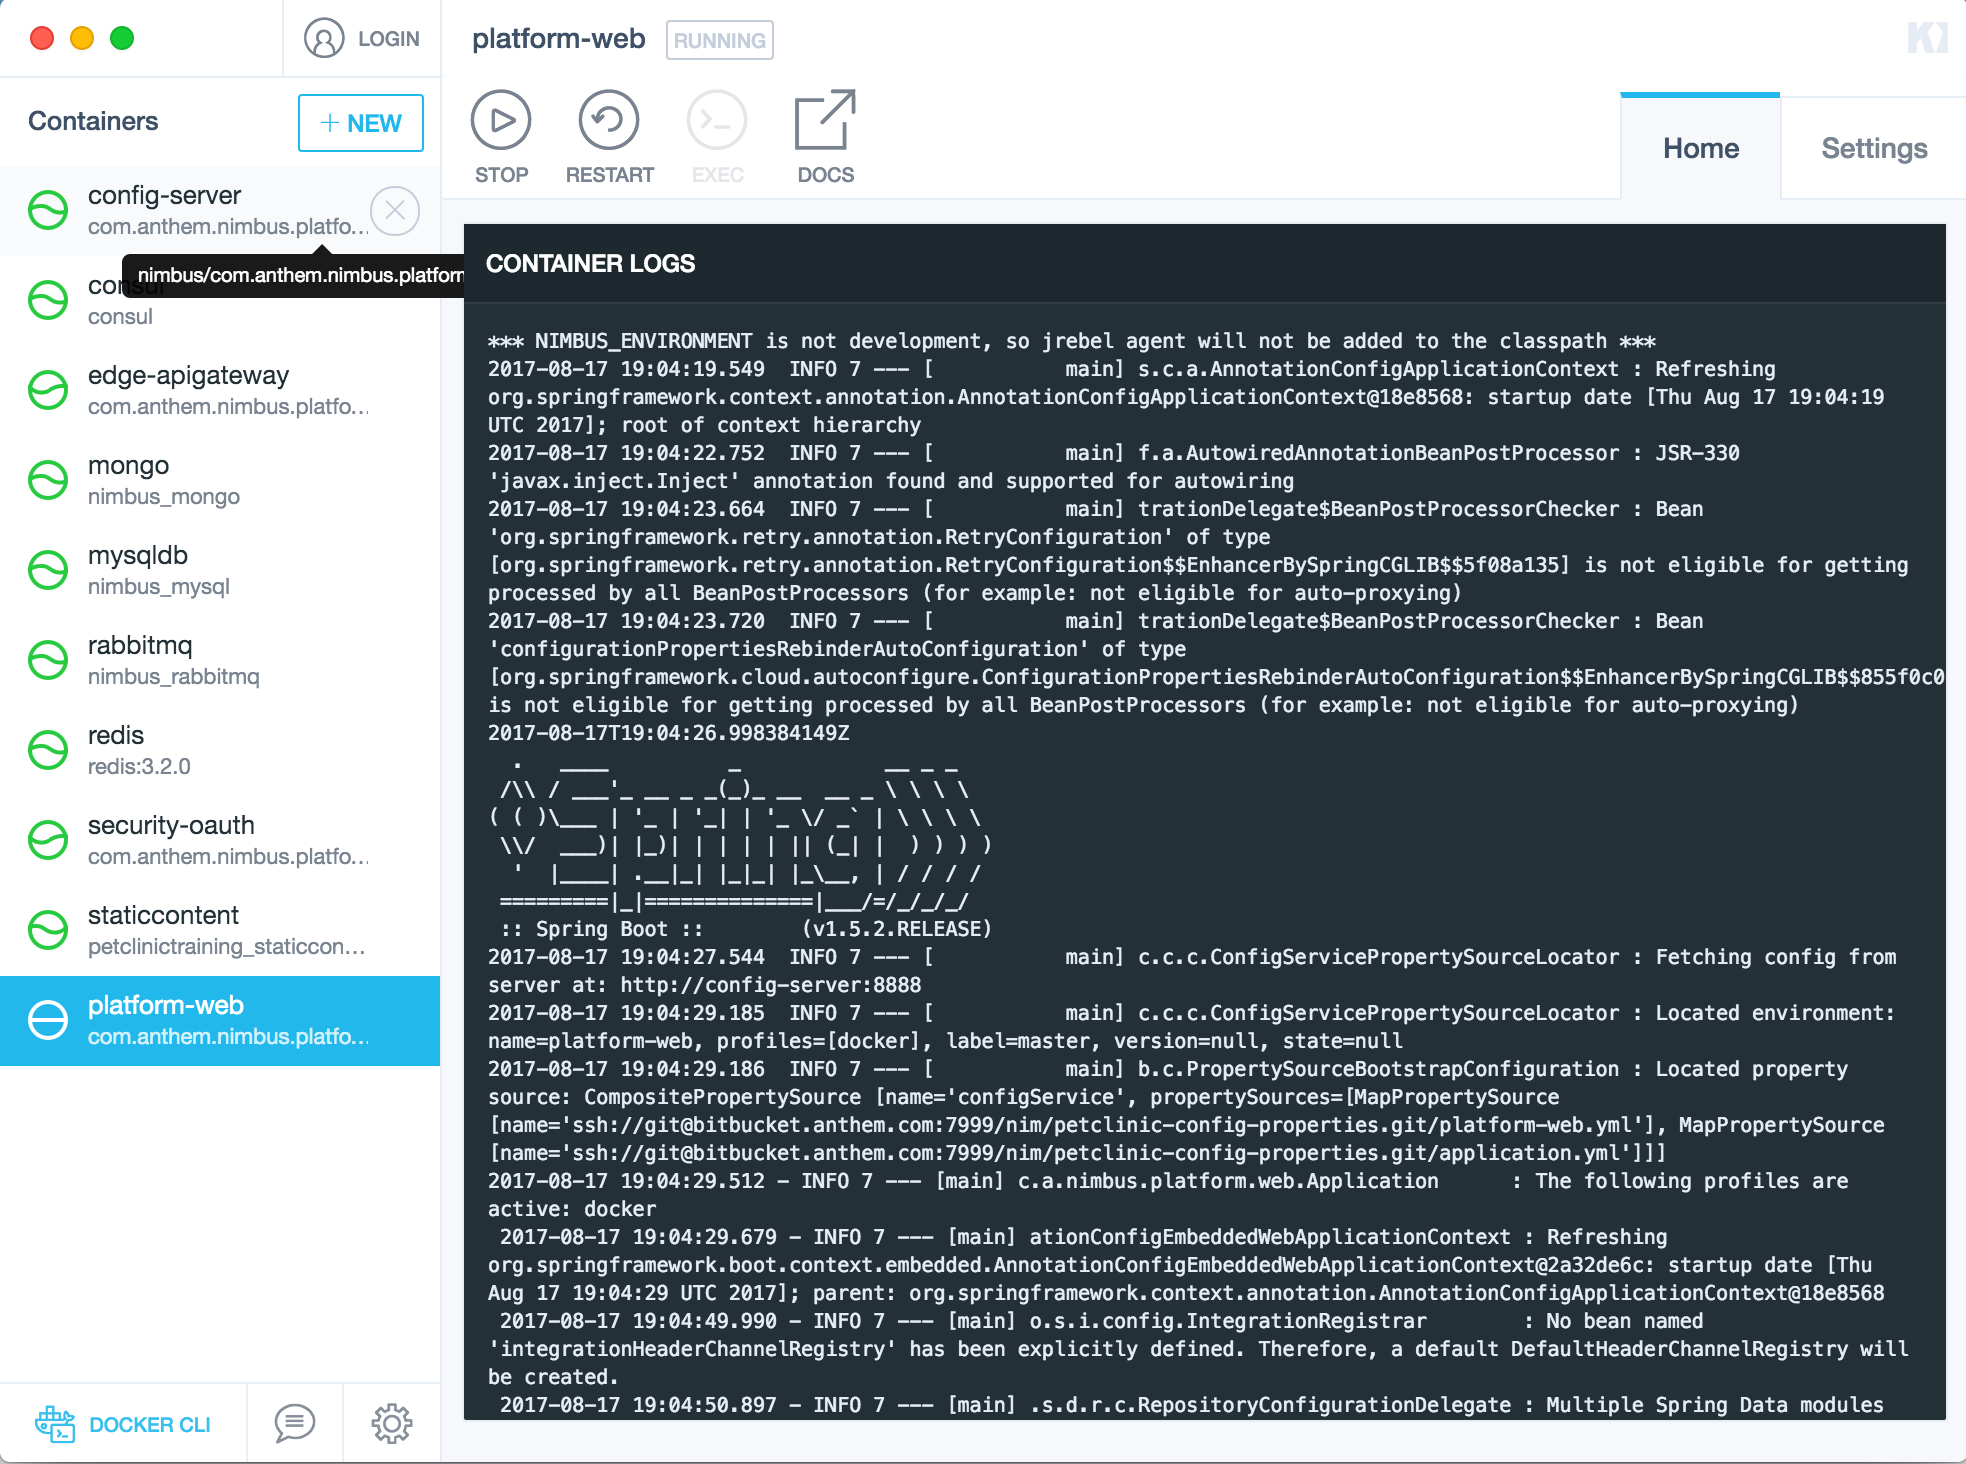 LOGIN
platform-web RUNNING
Containers
+ NEW
STOP
RESTART
EXEC
DOCS
Home
Settings
config-server
com.anthem.nimbus.platfo...
nimbus/com.anthem.nimbus.platform
consul
consul
edge-apigateway
com.anthem.nimbus.platfo...
mongo
nimbus_mongo
mysqldb
nimbus_mysql
rabbitmq
nimbus_rabbitmq
redis
redis:3.2.0
security-oauth
com.anthem.nimbus.platfo...
staticcontent
petclinictraining_staticcon...
platform-web
com.anthem.nimbus.platfo...
DOCKER CLI
CONTAINER LOGS
*** NIMBUS_ENVIRONMENT is not development, so jrebel agent will not be added to the classpath ***
2017-08-17 19:04:19.549  INFO 7 --- [           main] s.c.a.AnnotationConfigApplicationContext : Refreshing
org.springframework.context.annotation.AnnotationConfigApplicationContext@18e8568: startup date [Thu Aug 17 19:04:19
UTC 2017]; root of context hierarchy
2017-08-17 19:04:22.752  INFO 7 --- [           main] f.a.AutowiredAnnotationBeanPostProcessor : JSR-330
'javax.inject.Inject' annotation found and supported for autowiring
2017-08-17 19:04:23.664  INFO 7 --- [           main] trationDelegate$BeanPostProcessorChecker : Bean
'org.springframework.retry.annotation.RetryConfiguration' of type
[org.springframework.retry.annotation.RetryConfiguration$$EnhancerBySpringCGLIB$$5f08a135] is not eligible for getting
processed by all BeanPostProcessors (for example: not eligible for auto-proxying)
2017-08-17 19:04:23.720  INFO 7 --- [           main] trationDelegate$BeanPostProcessorChecker : Bean
'configurationPropertiesRebinderAutoConfiguration' of type
[org.springframework.cloud.autoconfigure.ConfigurationPropertiesRebinderAutoConfiguration$$EnhancerBySpringCGLIB$$855f0c0
is not eligible for getting processed by all BeanPostProcessors (for example: not eligible for auto-proxying)
2017-08-17T19:04:26.998384149Z
  .   ____          _            __ _ _
 /\\ / ___'_ __ _ _(_)_ __  __ _ \ \ \ \
( ( )\___ | '_ | '_| | '_ \/ _` | \ \ \ \
 \\/  ___)| |_)| | | | | || (_| |  ) ) ) )
  '  |____| .__|_| |_|_| |_\__, | / / / /
 =========|_|==============|___/=/_/_/_/
 :: Spring Boot ::        (v1.5.2.RELEASE)
2017-08-17 19:04:27.544  INFO 7 --- [           main] c.c.c.ConfigServicePropertySourceLocator : Fetching config from
server at: http://config-server:8888
2017-08-17 19:04:29.185  INFO 7 --- [           main] c.c.c.ConfigServicePropertySourceLocator : Located environment:
name=platform-web, profiles=[docker], label=master, version=null, state=null
2017-08-17 19:04:29.186  INFO 7 --- [           main] b.c.PropertySourceBootstrapConfiguration : Located property
source: CompositePropertySource [name='configService', propertySources=[MapPropertySource
[name='ssh://git@bitbucket.anthem.com:7999/nim/petclinic-config-properties.git/platform-web.yml'], MapPropertySource
[name='ssh://git@bitbucket.anthem.com:7999/nim/petclinic-config-properties.git/application.yml']]]
2017-08-17 19:04:29.512 - INFO 7 --- [main] c.a.nimbus.platform.web.Application      : The following profiles are
active: docker
 2017-08-17 19:04:29.679 - INFO 7 --- [main] ationConfigEmbeddedWebApplicationContext : Refreshing
org.springframework.boot.context.embedded.AnnotationConfigEmbeddedWebApplicationContext@2a32de6c: startup date [Thu
Aug 17 19:04:29 UTC 2017]; parent: org.springframework.context.annotation.AnnotationConfigApplicationContext@18e8568
 2017-08-17 19:04:49.990 - INFO 7 --- [main] o.s.i.config.IntegrationRegistrar        : No bean named
'integrationHeaderChannelRegistry' has been explicitly defined. Therefore, a default DefaultHeaderChannelRegistry will
be created.
 2017-08-17 19:04:50.897 - INFO 7 --- [main] .s.d.r.c.RepositoryConfigurationDelegate : Multiple Spring Data modules